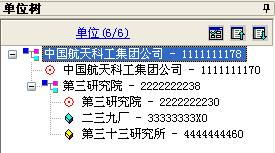 单位树
单位(6/6)
中国航天科工集团公司 - 1111111178
中国航天科工集团公司 - 1111111170
第三研究院 - 2222222238
第三研究院 - 2222222230
二三九厂 - 33333333X0
第三十三研究所 - 4444444460